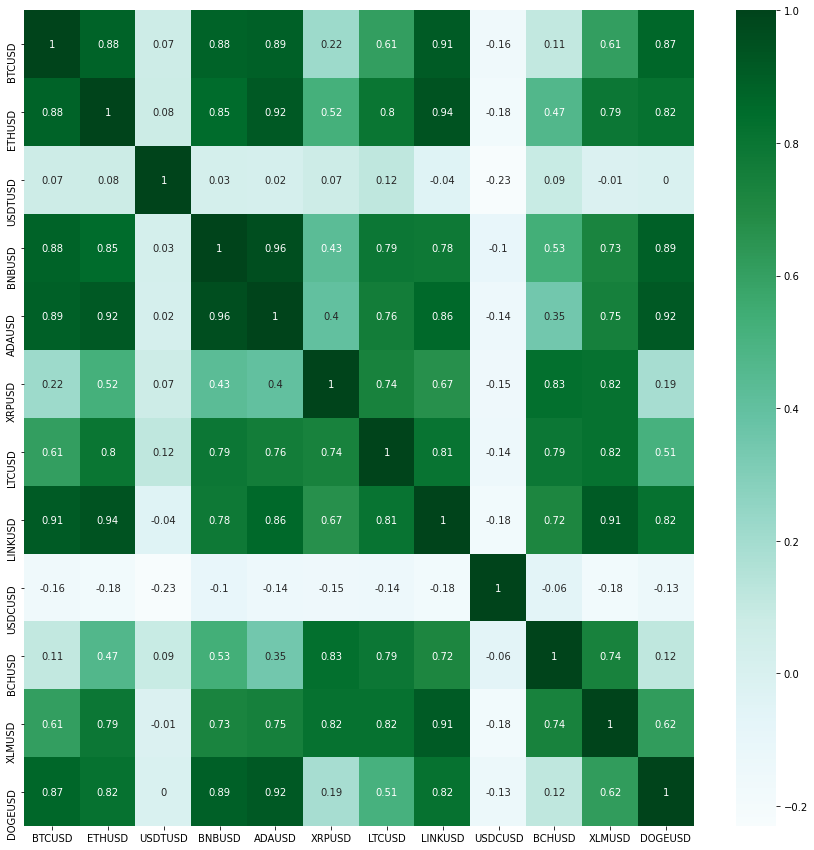 BTCUSD 1 0.88 0.07 0.88 0.89 0.22 0.61 0.91 -0.16 0.11 0.61 0.87
ETHUSD 0.88 1 0.08 0.85 0.92 0.52 0.8 0.94 -0.18 0.47 0.79 0.82
USDTUSD 0.07 0.08 1 0.03 0.02 0.07 0.12 -0.04 -0.23 0.09 -0.01 0
BNBUSD 0.88 0.85 0.03 1 0.96 0.43 0.79 0.78 -0.1 0.53 0.73 0.89
ADAUSD 0.89 0.92 0.02 0.96 1 0.4 0.76 0.86 -0.14 0.35 0.75 0.92
XRPUSD 0.22 0.52 0.07 0.43 0.4 1 0.74 0.67 -0.15 0.83 0.82 0.19
LTCUSD 0.61 0.8 0.12 0.79 0.76 0.74 1 0.81 -0.14 0.79 0.82 0.51
LINKUSD 0.91 0.94 -0.04 0.78 0.86 0.67 0.81 1 -0.18 0.72 0.91 0.82
USDCUSD -0.16 -0.18 -0.23 -0.1 -0.14 -0.15 -0.14 -0.18 1 -0.06 -0.18 -0.13
BCHUSD 0.11 0.47 0.09 0.53 0.35 0.83 0.79 0.72 -0.06 1 0.74 0.12
XLMUSD 0.61 0.79 -0.01 0.73 0.75 0.82 0.82 0.91 -0.18 0.74 1 0.62
DOGEUSD 0.87 0.82 0 0.89 0.92 0.19 0.51 0.82 -0.13 0.12 0.62 1
BTCUSD ETHUSD USDTUSD BNBUSD ADAUSD XRPUSD LTCUSD LINKUSD USDCUSD BCHUSD XLMUSD DOGEUSD
1.0
0.8
0.6
0.4
0.2
0.0
−0.2